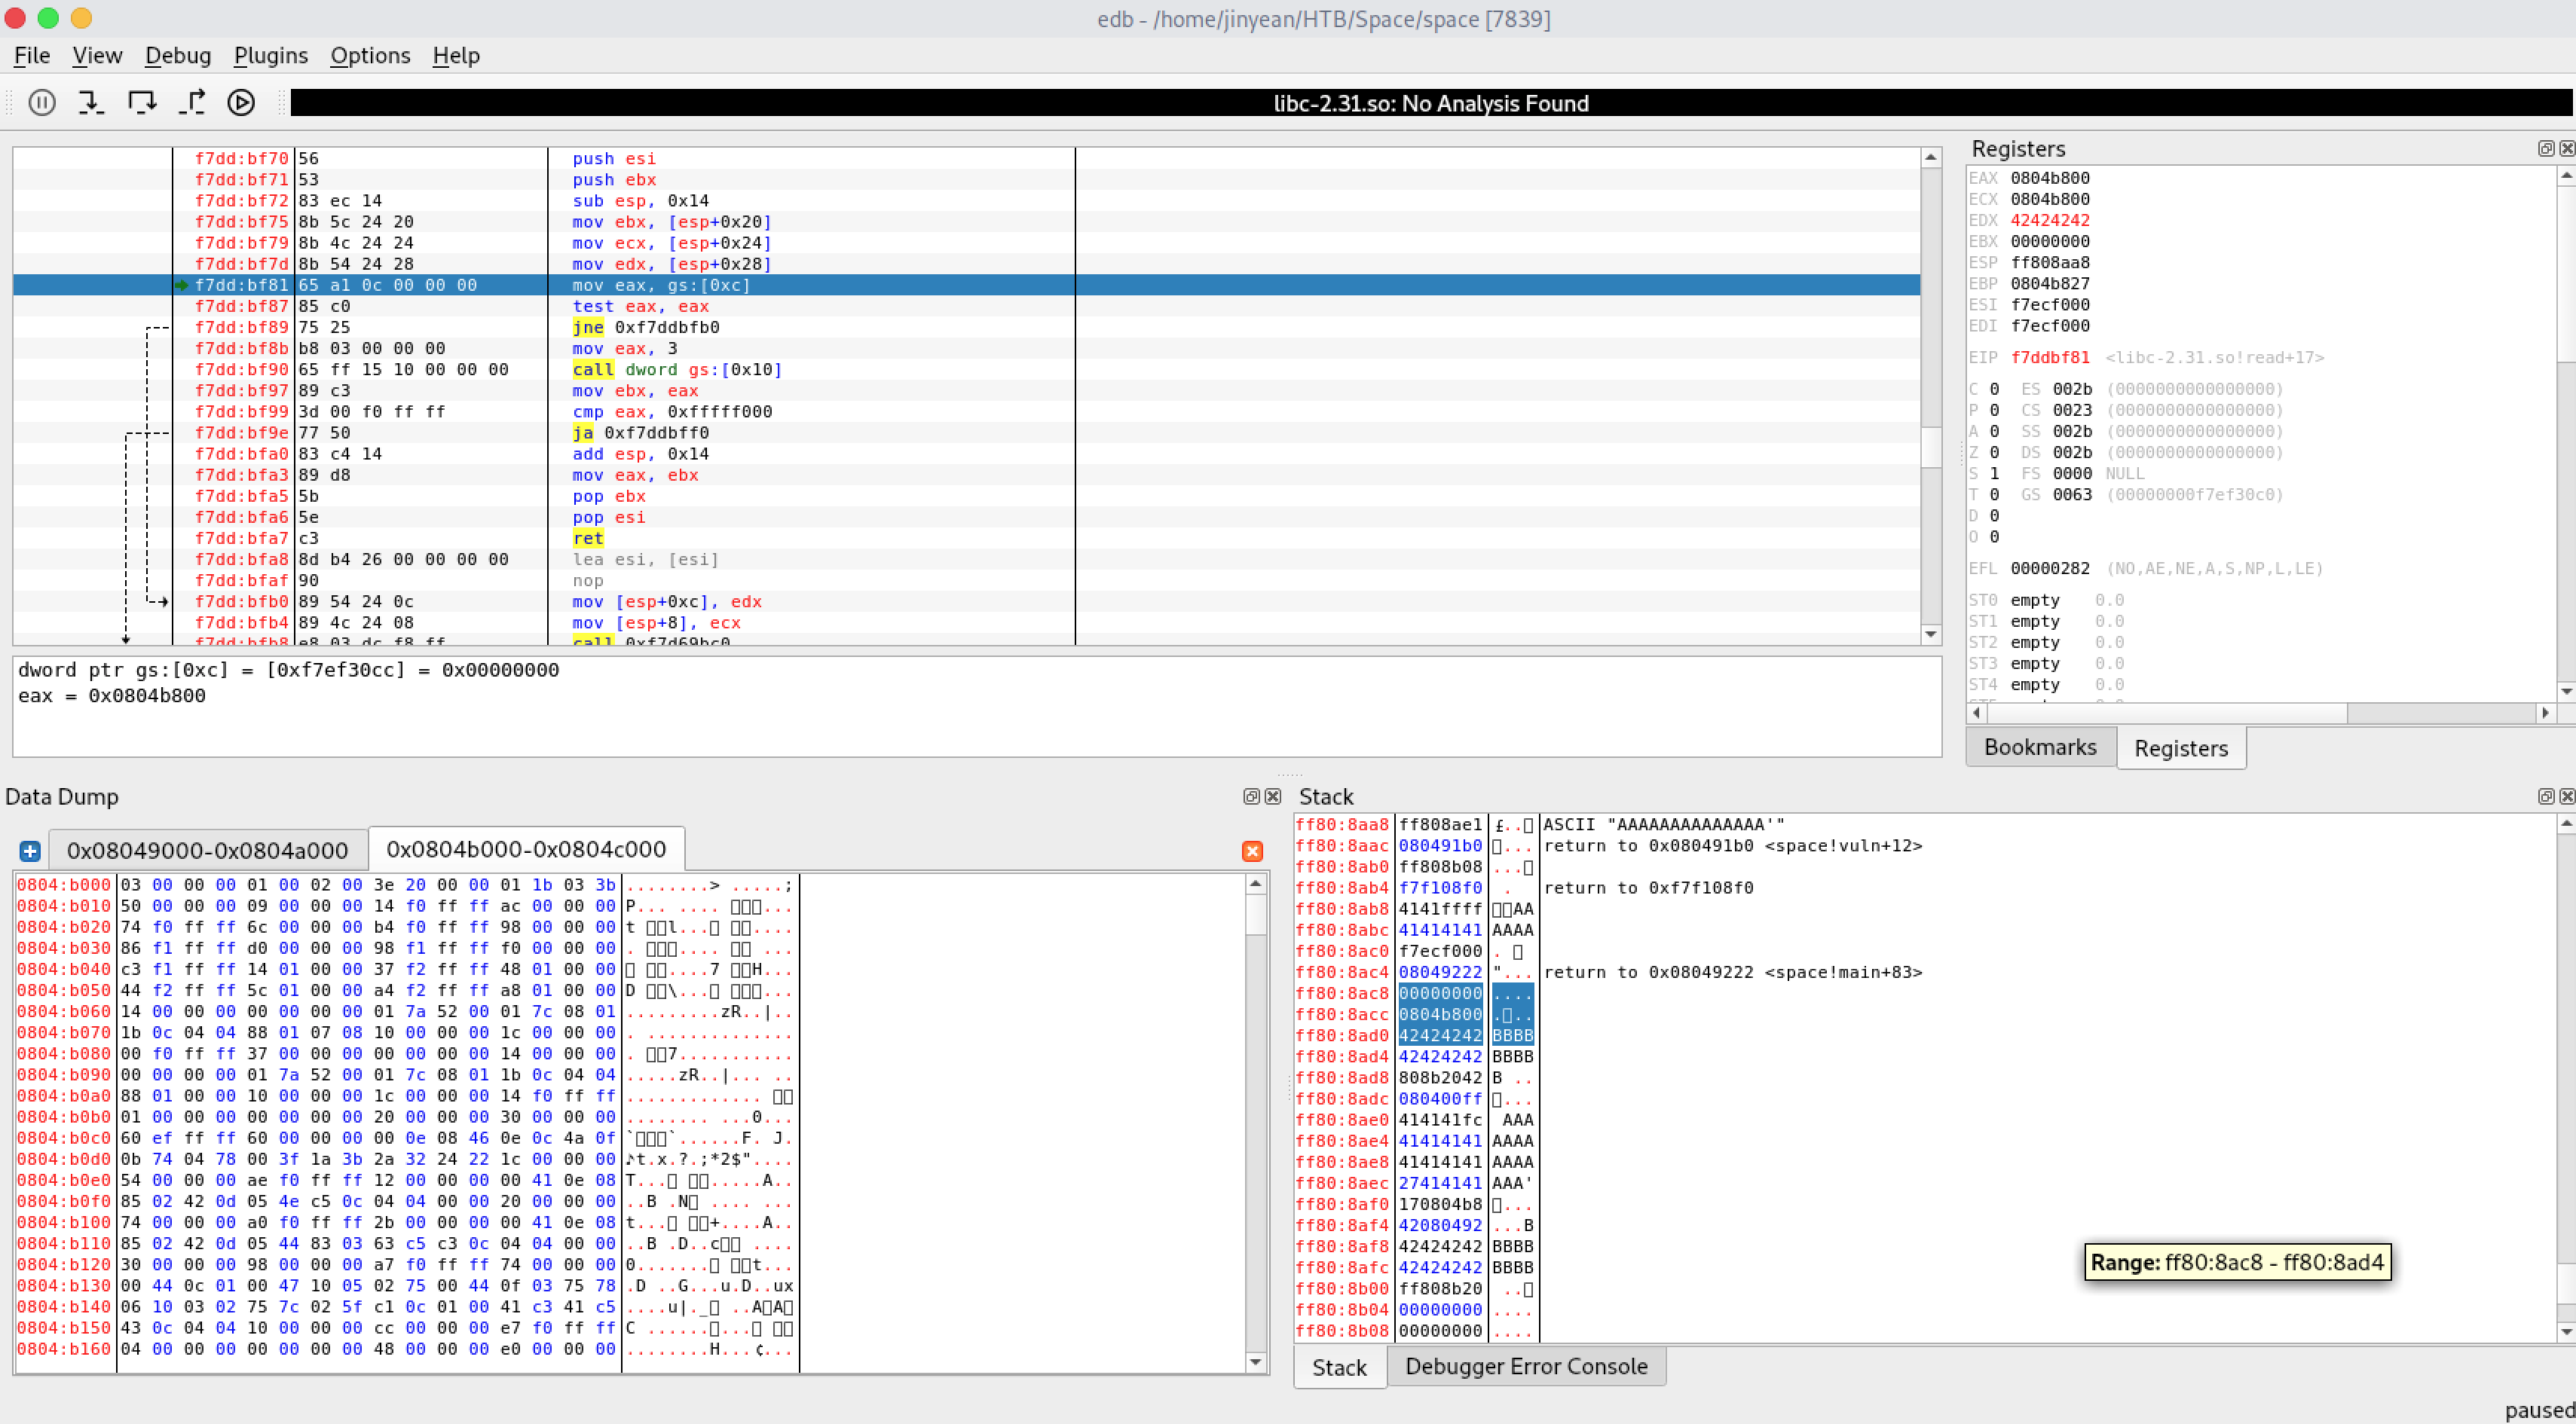 edb - /home/jinyean/HTB/Space/space [7839]
File View Debug Plugins Options Help
libc-2.31.so: No Analysis Found
f7dd:bf70 56 push esi
f7dd:bf71 53 push ebx
f7dd:bf72 83 ec 14 sub esp, 0x14
f7dd:bf75 8b 5c 24 20 mov ebx, [esp+0x20]
f7dd:bf79 8b 4c 24 24 mov ecx, [esp+0x24]
f7dd:bf7d 8b 54 24 28 mov edx, [esp+0x28]
f7dd:bf81 65 a1 0c 00 00 00 mov eax, gs:[0xc]
f7dd:bf87 85 c0 test eax, eax
f7dd:bf89 75 25 jne 0xf7ddbfb0
f7dd:bf8b b8 03 00 00 00 mov eax, 3
f7dd:bf90 65 ff 15 10 00 00 00 call dword gs:[0x10]
f7dd:bf97 89 c3 mov ebx, eax
f7dd:bf99 3d 00 f0 ff ff cmp eax, 0xfffff000
f7dd:bf9e 77 50 ja 0xf7ddbff0
f7dd:bfa0 83 c4 14 add esp, 0x14
f7dd:bfa3 89 d8 mov eax, ebx
f7dd:bfa5 5b pop ebx
f7dd:bfa6 5e pop esi
f7dd:bfa7 c3 ret
f7dd:bfa8 8d b4 26 00 00 00 00 lea esi, [esi]
f7dd:bfaf 90 nop
f7dd:bfb0 89 54 24 0c mov [esp+0xc], edx
f7dd:bfb4 89 4c 24 08 mov [esp+8], ecx
f7dd:bfb8 e8 03 dc f8 ff call 0xf7d69bc0
dword ptr gs:[0xc] = [0xf7ef30cc] = 0x00000000
eax = 0x0804b800
Registers
EAX 0804b800
ECX 0804b800
EDX 42424242
EBX 00000000
ESP ff808aa8
EBP 0804b827
ESI f7ecf000
EDI f7ecf000
EIP f7ddbf81 <libc-2.31.so!read+17>
C 0 ES 002b (0000000000000000)
P 0 CS 0023 (0000000000000000)
A 0 SS 002b (0000000000000000)
Z 0 DS 002b (0000000000000000)
S 1 FS 0000 NULL
T 0 GS 0063 (00000000f7ef30c0)
D 0
O 0
EFL 00000282 (NO,AE,NE,A,S,NP,L,LE)
ST0 empty 0.0
ST1 empty 0.0
ST2 empty 0.0
ST3 empty 0.0
ST4 empty 0.0
Bookmarks Registers
Data Dump
0x08049000-0x0804a000 0x0804b000-0x0804c000
0804:b000 03 00 00 00 01 00 02 00 3e 20 00 00 01 1b 03 3b ........> .....;
0804:b010 50 00 00 00 09 00 00 00 14 f0 ff ff ac 00 00 00 P... .... ▯▯▯...
0804:b020 74 f0 ff ff 6c 00 00 00 b4 f0 ff ff 98 00 00 00 t ▯▯l...▯ ▯▯....
0804:b030 86 f1 ff ff d0 00 00 00 98 f1 ff ff f0 00 00 00 . ▯▯▯.... ▯▯ ...
0804:b040 c3 f1 ff ff 14 01 00 00 37 f2 ff ff 48 01 00 00 ▯ ▯▯....7 ▯▯H...
0804:b050 44 f2 ff ff 5c 01 00 00 a4 f2 ff ff a8 01 00 00 D ▯▯\...▯ ▯▯▯...
0804:b060 14 00 00 00 00 00 00 00 01 7a 52 00 01 7c 08 01 .........zR..|..
0804:b070 1b 0c 04 04 88 01 07 08 10 00 00 00 1c 00 00 00 . ..............
0804:b080 00 f0 ff ff 37 00 00 00 00 00 00 00 14 00 00 00 . ▯▯7...........
0804:b090 00 00 00 00 01 7a 52 00 01 7c 08 01 1b 0c 04 04 .....zR..|... ..
0804:b0a0 88 01 00 00 10 00 00 00 1c 00 00 00 14 f0 ff ff ............. ▯▯
0804:b0b0 01 00 00 00 00 00 00 00 20 00 00 00 30 00 00 00 ........ ...0...
0804:b0c0 60 ef ff ff 60 00 00 00 00 0e 08 46 0e 0c 4a 0f `▯▯▯`......F. J.
0804:b0d0 0b 74 04 78 00 3f 1a 3b 2a 32 24 22 1c 00 00 00 ♪t.x.?.;*2$"....
0804:b0e0 54 00 00 00 ae f0 ff ff 12 00 00 00 00 41 0e 08 T...▯ ▯▯.....A..
0804:b0f0 85 02 42 0d 05 4e c5 0c 04 04 00 00 20 00 00 00 ..B .N▯ .... ...
0804:b100 74 00 00 00 a0 f0 ff ff 2b 00 00 00 00 41 0e 08 t...▯ ▯▯+....A..
0804:b110 85 02 42 0d 05 44 83 03 63 c5 c3 0c 04 04 00 00 ..B .D..c▯▯ ....
0804:b120 30 00 00 00 98 00 00 00 a7 f0 ff ff 74 00 00 00 0.......▯ ▯▯t...
0804:b130 00 44 0c 01 00 47 10 05 02 75 00 44 0f 03 75 78 .D ..G...u.D..ux
0804:b140 06 10 03 02 75 7c 02 5f c1 0c 01 00 41 c3 41 c5 ....u|._▯ ..A▯A▯
0804:b150 43 0c 04 04 10 00 00 00 cc 00 00 00 e7 f0 ff ff C ......▯...▯ ▯▯
0804:b160 04 00 00 00 00 00 00 00 48 00 00 00 e0 00 00 00 ........H...¢...
Stack
ff80:8aa8 ff808ae1 £..▯ ASCII "AAAAAAAAAAAAAA'"
ff80:8aac 080491b0 ▯... return to 0x080491b0 <space!vuln+12>
ff80:8ab0 ff808b08 ...▯
ff80:8ab4 f7f108f0 . return to 0xf7f108f0
ff80:8ab8 4141ffff ▯▯AA
ff80:8abc 41414141 AAAA
ff80:8ac0 f7ecf000 . ▯
ff80:8ac4 08049222 "... return to 0x08049222 <space!main+83>
ff80:8ac8 00000000 ....
ff80:8acc 0804b800 .▯..
ff80:8ad0 42424242 BBBB
ff80:8ad4 42424242 BBBB
ff80:8ad8 808b2042 B ..
ff80:8adc 080400ff ▯...
ff80:8ae0 414141fc AAA
ff80:8ae4 41414141 AAAA
ff80:8ae8 41414141 AAAA
ff80:8aec 27414141 AAA'
ff80:8af0 170804b8 ▯...
ff80:8af4 42080492 ...B
ff80:8af8 42424242 BBBB
ff80:8afc 42424242 BBBB
ff80:8b00 ff808b20 ..▯
ff80:8b04 00000000 ....
ff80:8b08 00000000 ....
Range: ff80:8ac8 - ff80:8ad4
Stack Debugger Error Console
paused